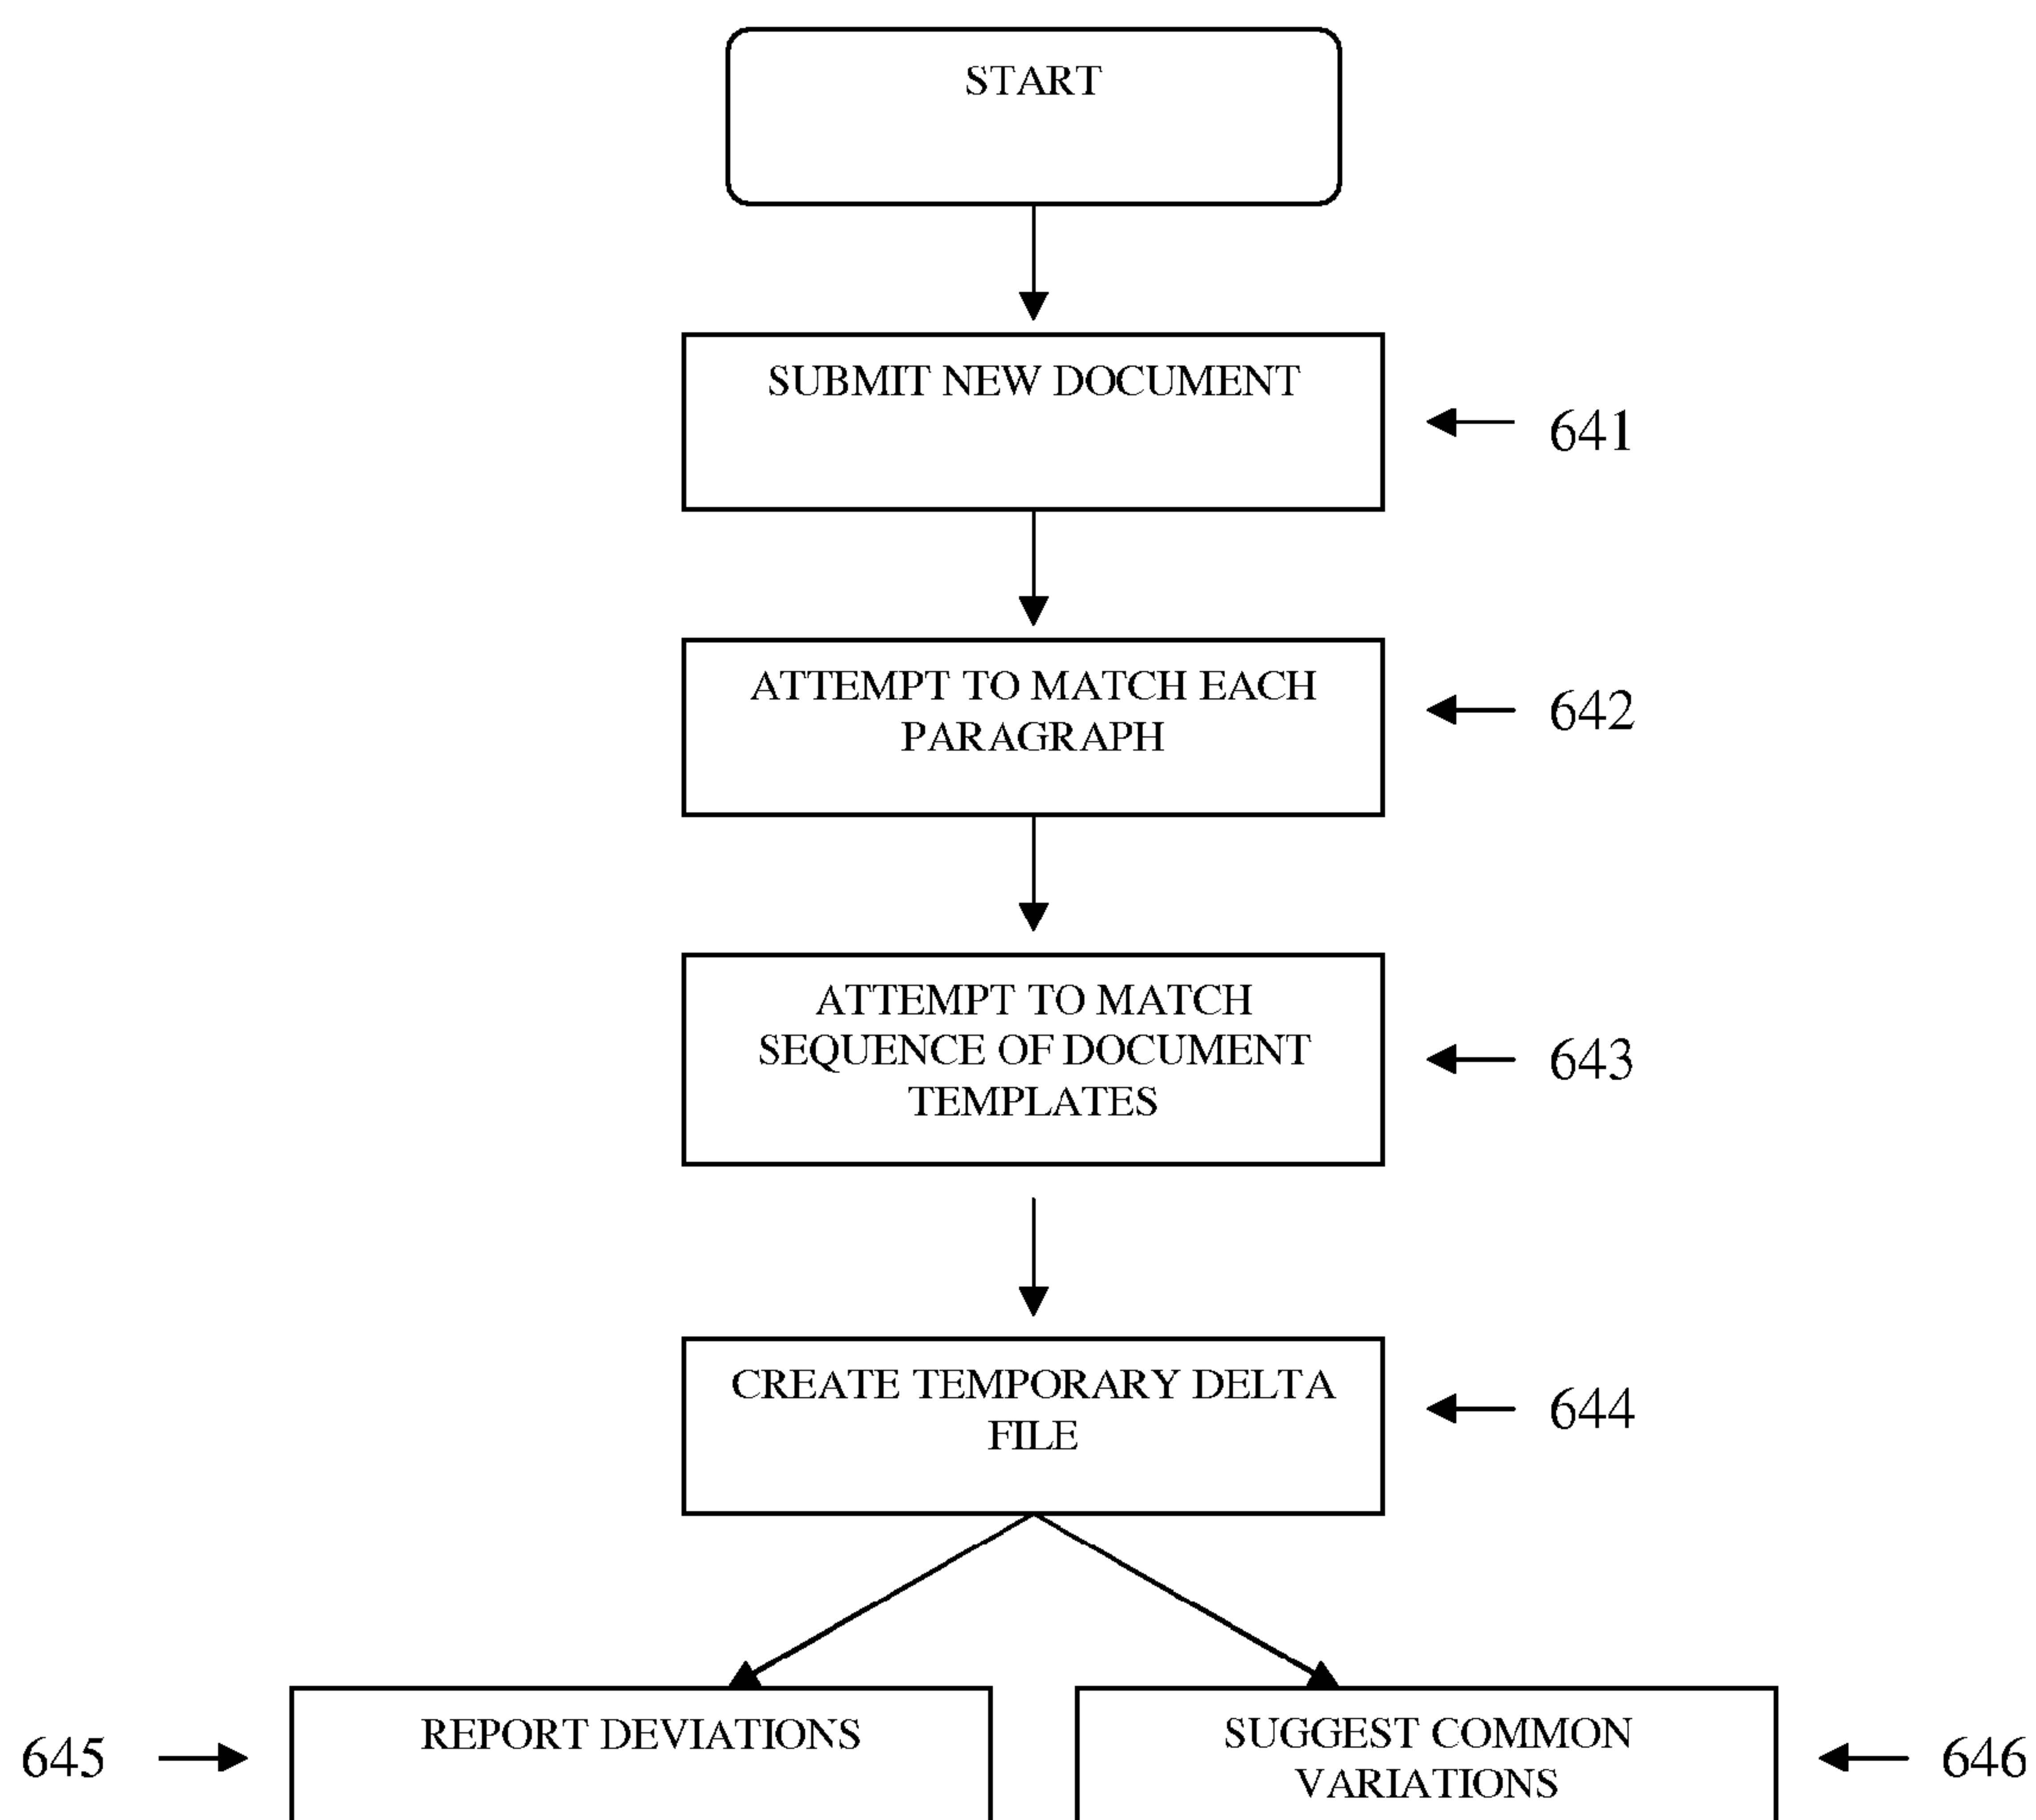 START
SUBMIT NEW DOCUMENT
641
ATTEMPT TO MATCH EACH
PARAGRAPH
642
ATTEMPT TO MATCH
SEQUENCE OF DOCUMENT
TEMPLATES
643
CREATE TEMPORARY DELTA
FILE
644
645
REPORT DEVIATIONS
SUGGEST COMMON
VARIATIONS
646